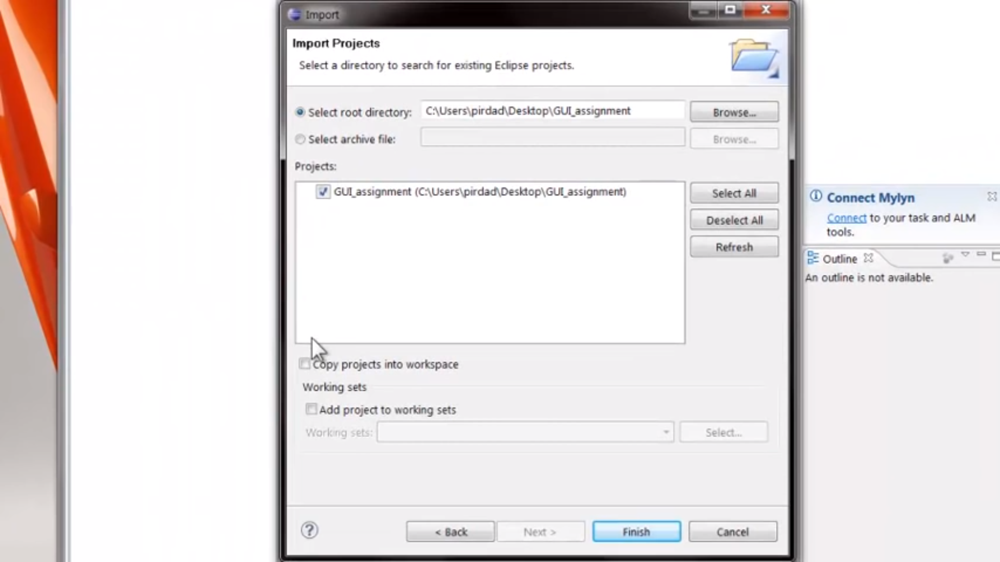 Import
Import Projects
Select a directory to search for existing Eclipse projects.
Select root directory: C:\Users\pirdad\Desktop\GUI_assignment Browse...
Select archive file: Browse...
Projects:
GUI_assignment (C:\Users\pirdad\Desktop\GUI_assignment)
Select All
Deselect All
Refresh
Copy projects into workspace
Working sets
Add project to working sets
Working sets: Select...
? < Back Next > Finish Cancel
Connect Mylyn
Connect to your task and ALM
tools.
Outline
An outline is not available.